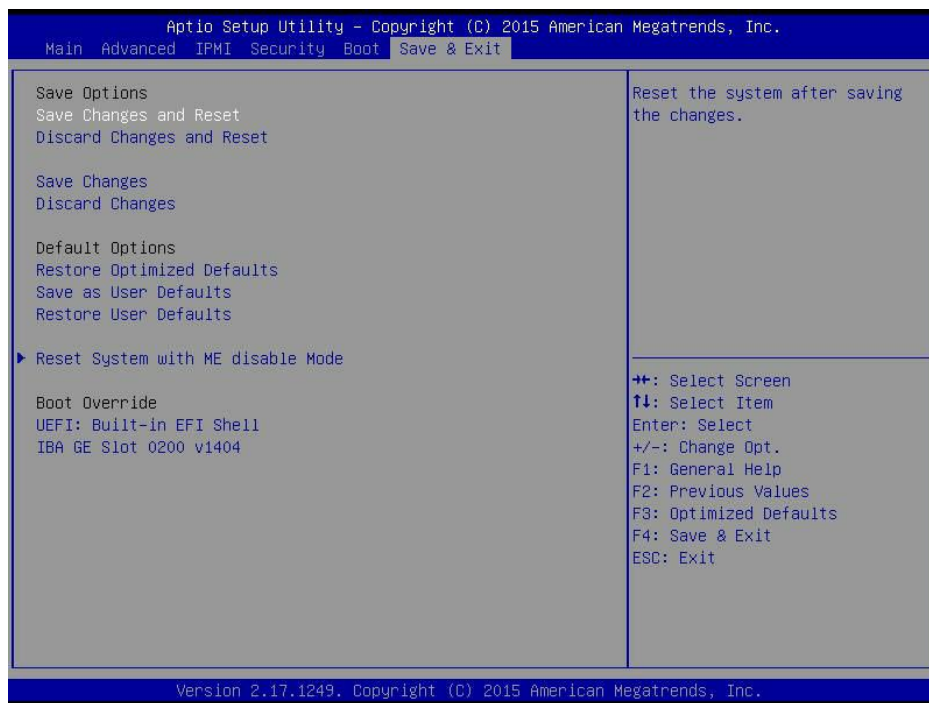 Aptio Setup Utility - Copyright (C) 2015 American Megatrends, Inc.
Main Advanced IPMI Security Boot Save & Exit
Save Options
Save Changes and Reset
Discard Changes and Reset
Save Changes
Discard Changes
Default Options
Restore Optimized Defaults
Save as User Defaults
Restore User Defaults
Reset System with ME disable Mode
Boot Override
UEFI: Built-in EFI Shell
IBA GE Slot 0200 v1404
Reset the system after saving
the changes.
→←: Select Screen
↑↓: Select Item
Enter: Select
+/-: Change Opt.
F1: General Help
F2: Previous Values
F3: Optimized Defaults
F4: Save & Exit
ESC: Exit
Version 2.17.1249. Copyright (C) 2015 American Megatrends, Inc.